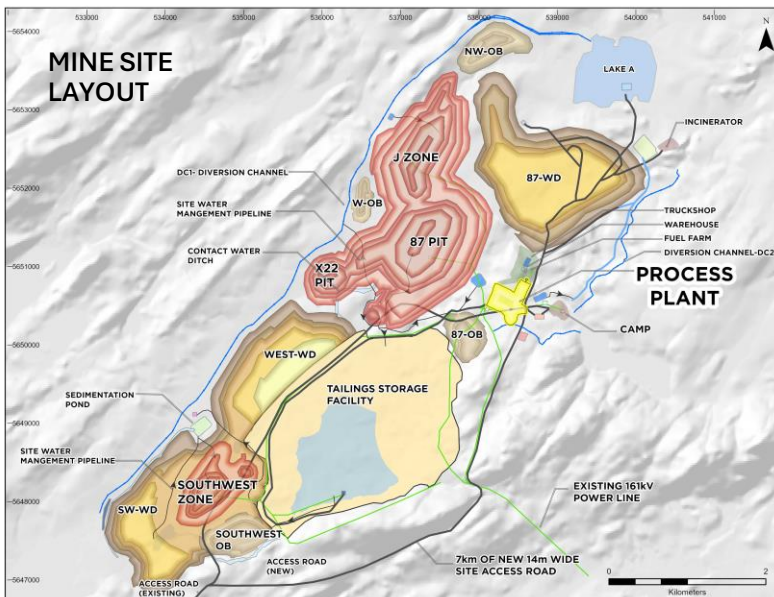 533000 534000 535000 536000 537000 538000 539000 540000 541000
N
5654000
5653000
5652000
5651000
5650000
5649000
5648000
5647000
MINE SITE
LAYOUT
NW-OB
LAKE A
INCINERATOR
J ZONE
87-WD
DC1- DIVERSION CHANNEL
W-OB
SITE WATER
MANGEMENT PIPELINE
CONTACT WATER
DITCH
87 PIT
X22
PIT
TRUCKSHOP
WAREHOUSE
FUEL FARM
DIVERSION CHANNEL-DC2
PROCESS
PLANT
CAMP
87-OB
WEST-WD
TAILINGS STORAGE
FACILITY
SEDIMENTATION
POND
SITE WATER
MANGEMENT PIPELINE
SOUTHWEST
ZONE
SW-WD
SOUTHWEST
OB
EXISTING 161kV
POWER LINE
ACCESS ROAD
(NEW)
7km OF NEW 14m WIDE
SITE ACCESS ROAD
ACCESS ROAD
(EXISTING)
0 1 2
Kilometers